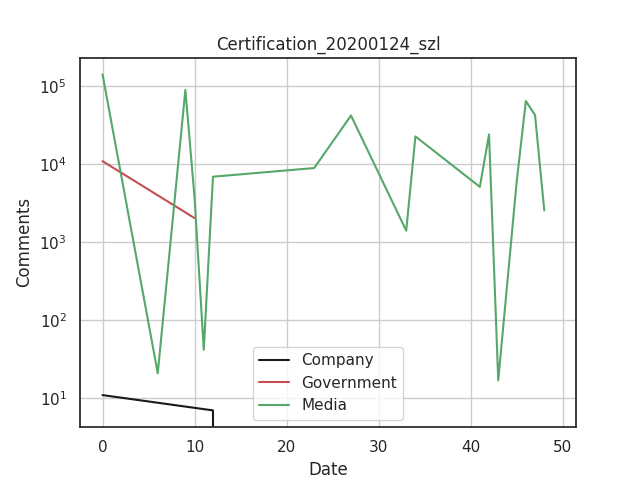 Certification_20200124_szl
Comments
10^5
10^4
10^3
10^2
10^1
Company
Government
Media
0 10 20 30 40 50
Date